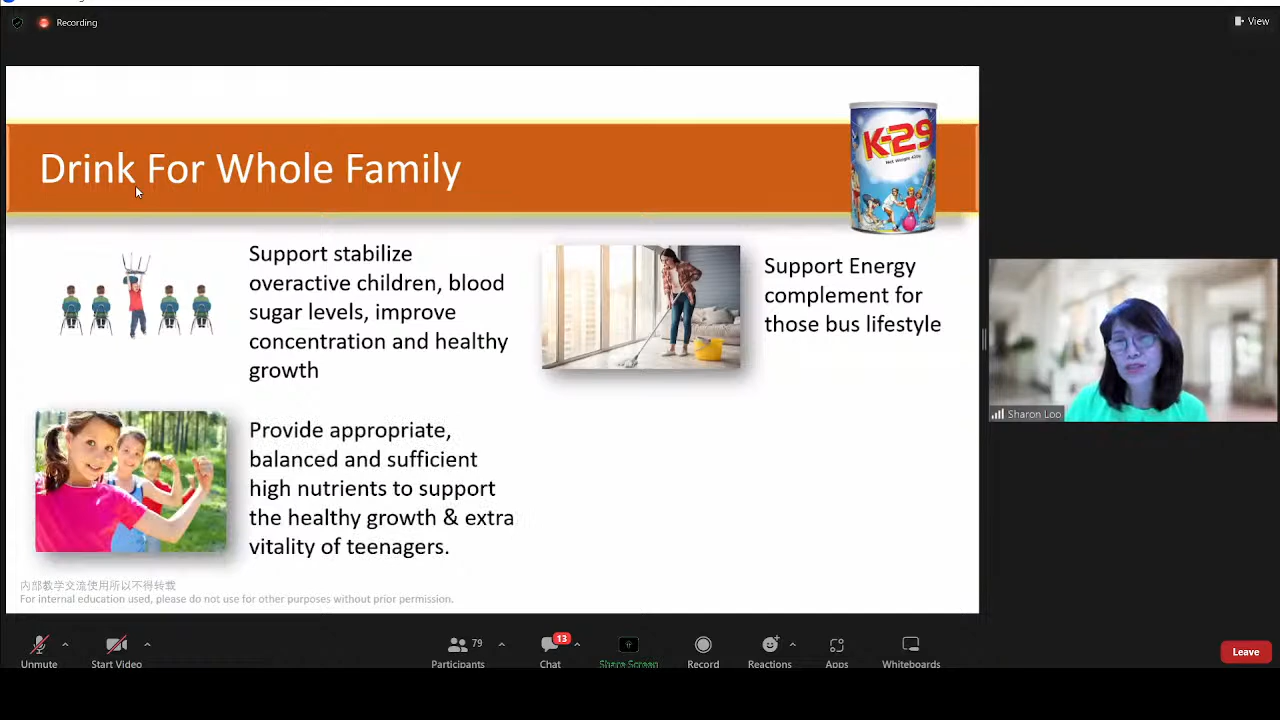 Recording
View
Drink For Whole Family
K-29
Support stabilize
overactive children, blood
sugar levels, improve
concentration and healthy
growth
Support Energy
complement for
those bus lifestyle
Provide appropriate,
balanced and sufficient
high nutrients to support
the healthy growth & extra
vitality of teenagers.
Sharon Loo
内部教学交流使用所以不得转载
For internal education used, please do not use for other purposes without prior permission.
Unmute
Start Video
79
Participants
13
Chat
Share Screen
Record
Reactions
Apps
Whiteboards
Leave